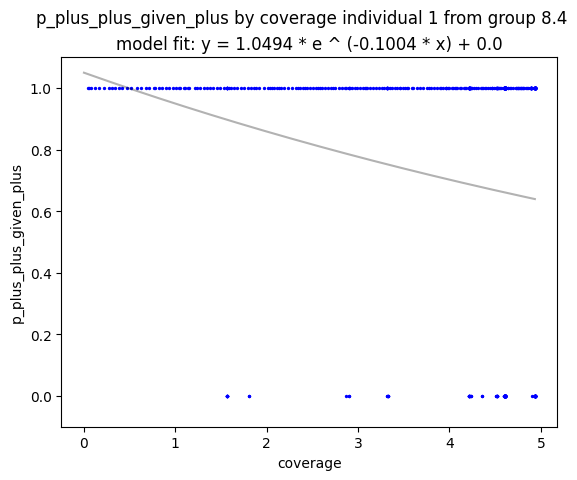 p_plus_plus_given_plus by coverage individual 1 from group 8.4
model fit: y = 1.0494 * e ^ (-0.1004 * x) + 0.0
p_plus_plus_given_plus
1.0
0.8
0.6
0.4
0.2
0.0
0 1 2 3 4 5
coverage